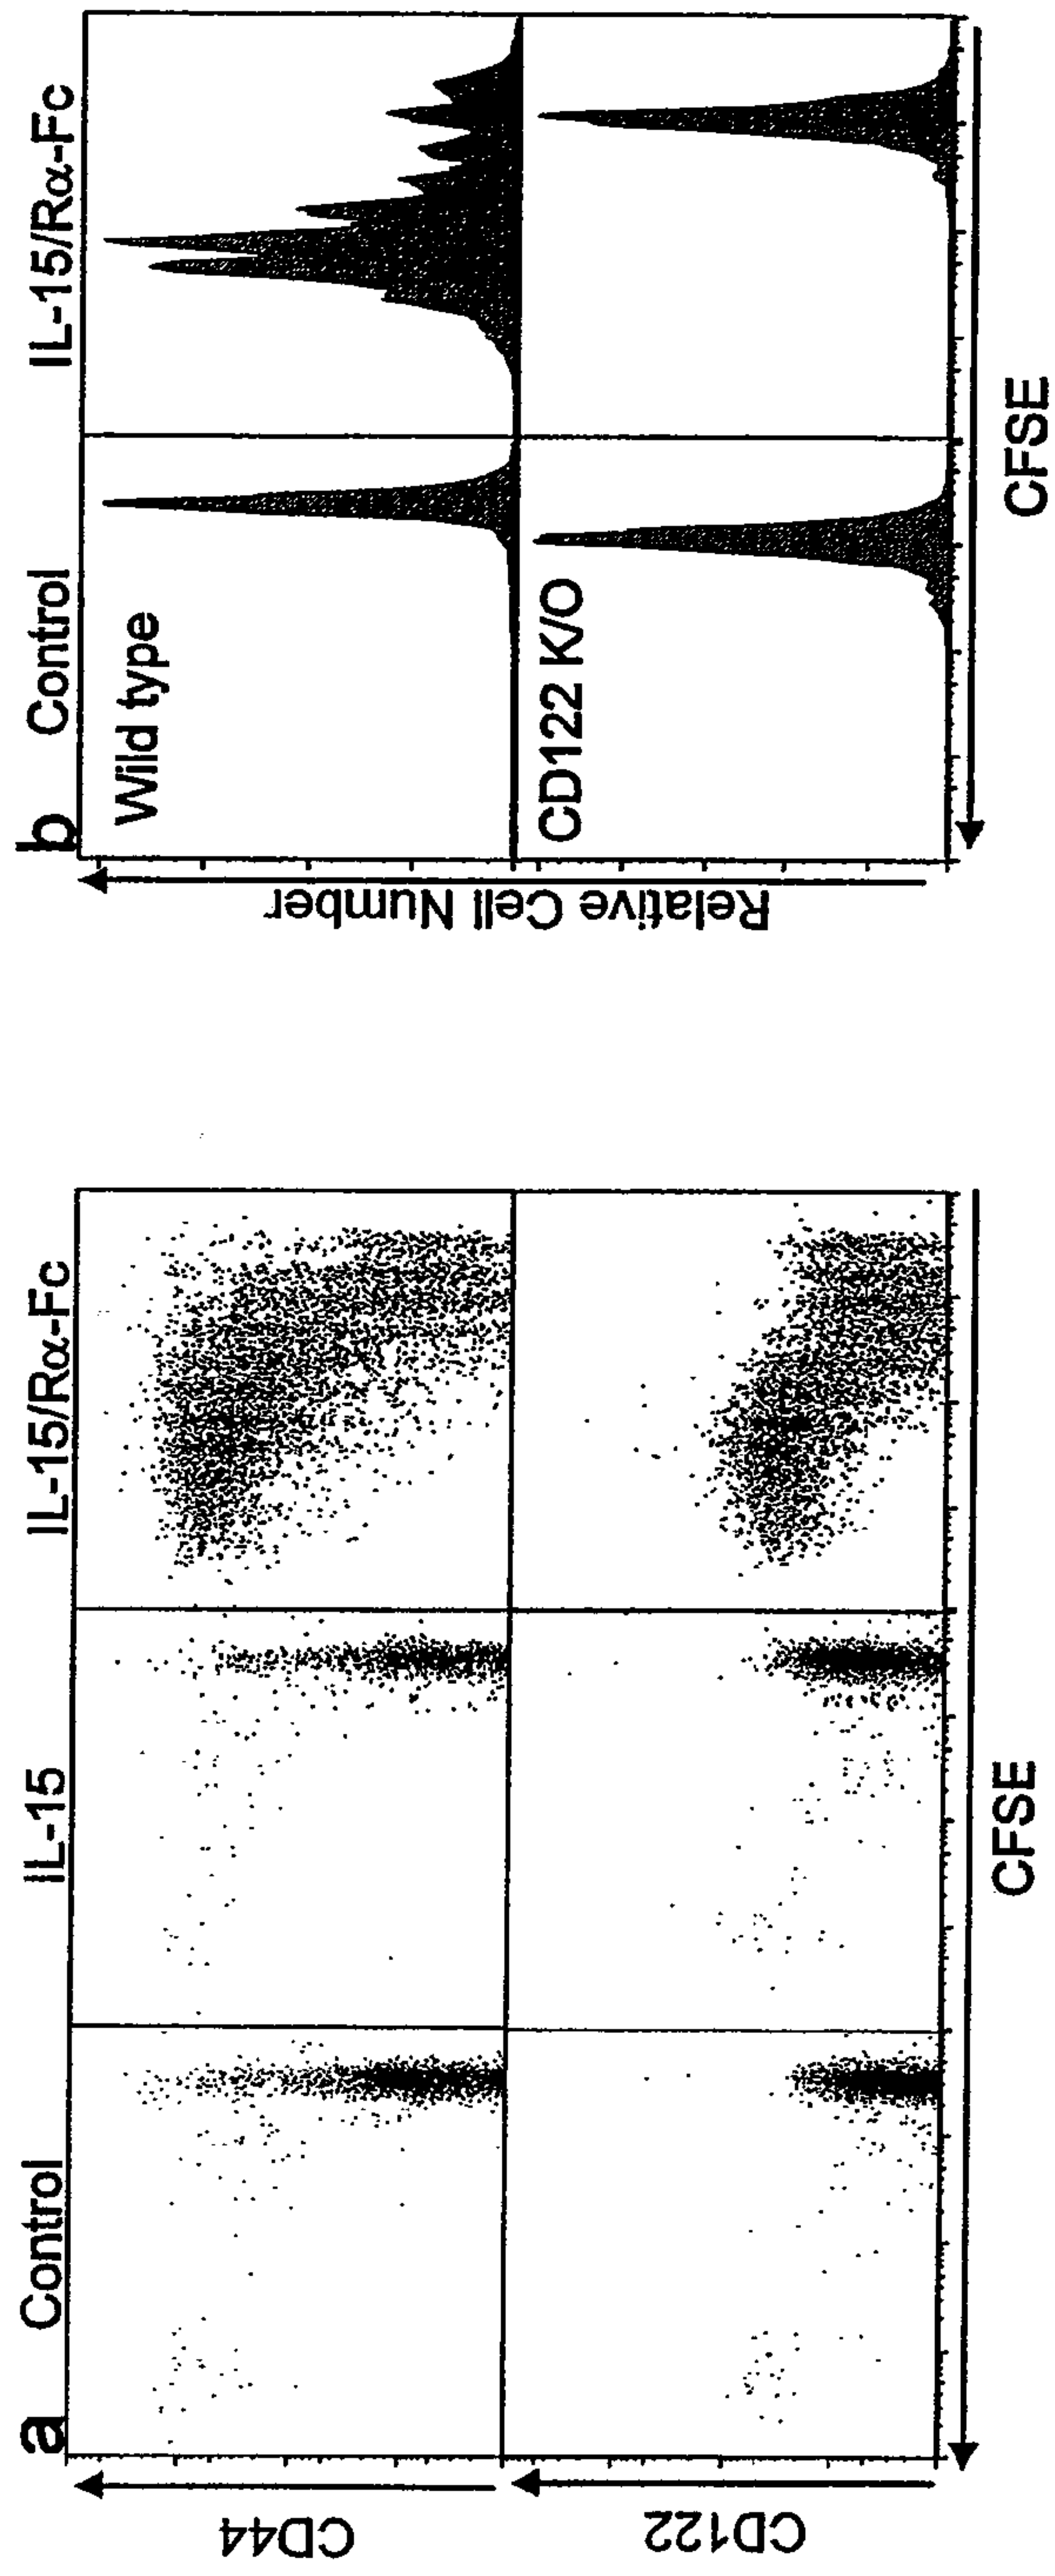 a
Control
IL-15
IL-15/Rα-Fc
CD44
CD122
CFSE
b
Control
IL-15/Rα-Fc
Wild type
CD122 K/O
Relative Cell Number
CFSE